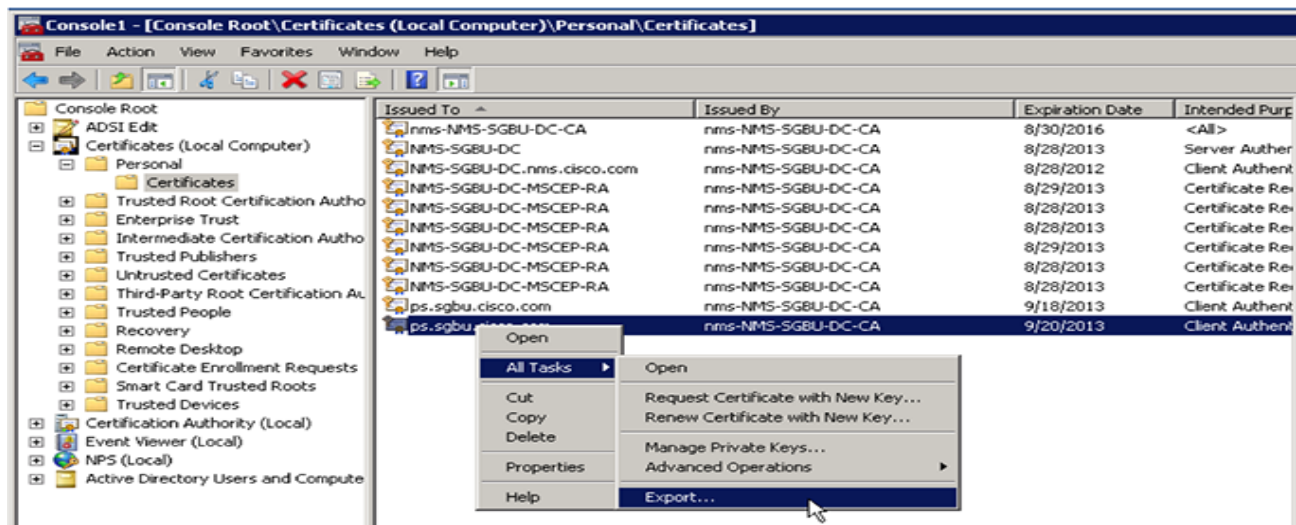 Console1 - [Console Root\Certificates (Local Computer)\Personal\Certificates]
File Action View Favorites Window Help
Console Root
ADSI Edit
Certificates (Local Computer)
Personal
Certificates
Trusted Root Certification Autho
Enterprise Trust
Intermediate Certification Autho
Trusted Publishers
Untrusted Certificates
Third-Party Root Certification Au
Trusted People
Recovery
Remote Desktop
Certificate Enrollment Requests
Smart Card Trusted Roots
Trusted Devices
Certification Authority (Local)
Event Viewer (Local)
NPS (Local)
Active Directory Users and Compute
Issued To Issued By Expiration Date Intended Purp
nms-NMS-SGBU-DC-CA nms-NMS-SGBU-DC-CA 8/30/2016 <All>
NMS-SGBU-DC nms-NMS-SGBU-DC-CA 8/28/2013 Server Auther
NMS-SGBU-DC.nms.cisco.com nms-NMS-SGBU-DC-CA 8/28/2012 Client Authent
NMS-SGBU-DC-MSCEP-RA nms-NMS-SGBU-DC-CA 8/29/2013 Certificate Re
NMS-SGBU-DC-MSCEP-RA nms-NMS-SGBU-DC-CA 8/28/2013 Certificate Re
NMS-SGBU-DC-MSCEP-RA nms-NMS-SGBU-DC-CA 8/28/2013 Certificate Re
NMS-SGBU-DC-MSCEP-RA nms-NMS-SGBU-DC-CA 8/29/2013 Certificate Re
NMS-SGBU-DC-MSCEP-RA nms-NMS-SGBU-DC-CA 8/28/2013 Certificate Re
NMS-SGBU-DC-MSCEP-RA nms-NMS-SGBU-DC-CA 8/28/2013 Certificate Re
ps.sgbu.cisco.com nms-NMS-SGBU-DC-CA 9/18/2013 Client Authent
ps.sgbu.cisco.com nms-NMS-SGBU-DC-CA 9/20/2013 Client Authent
Open
All Tasks
Cut
Copy
Delete
Properties
Help
Open
Request Certificate with New Key...
Renew Certificate with New Key...
Manage Private Keys...
Advanced Operations
Export...